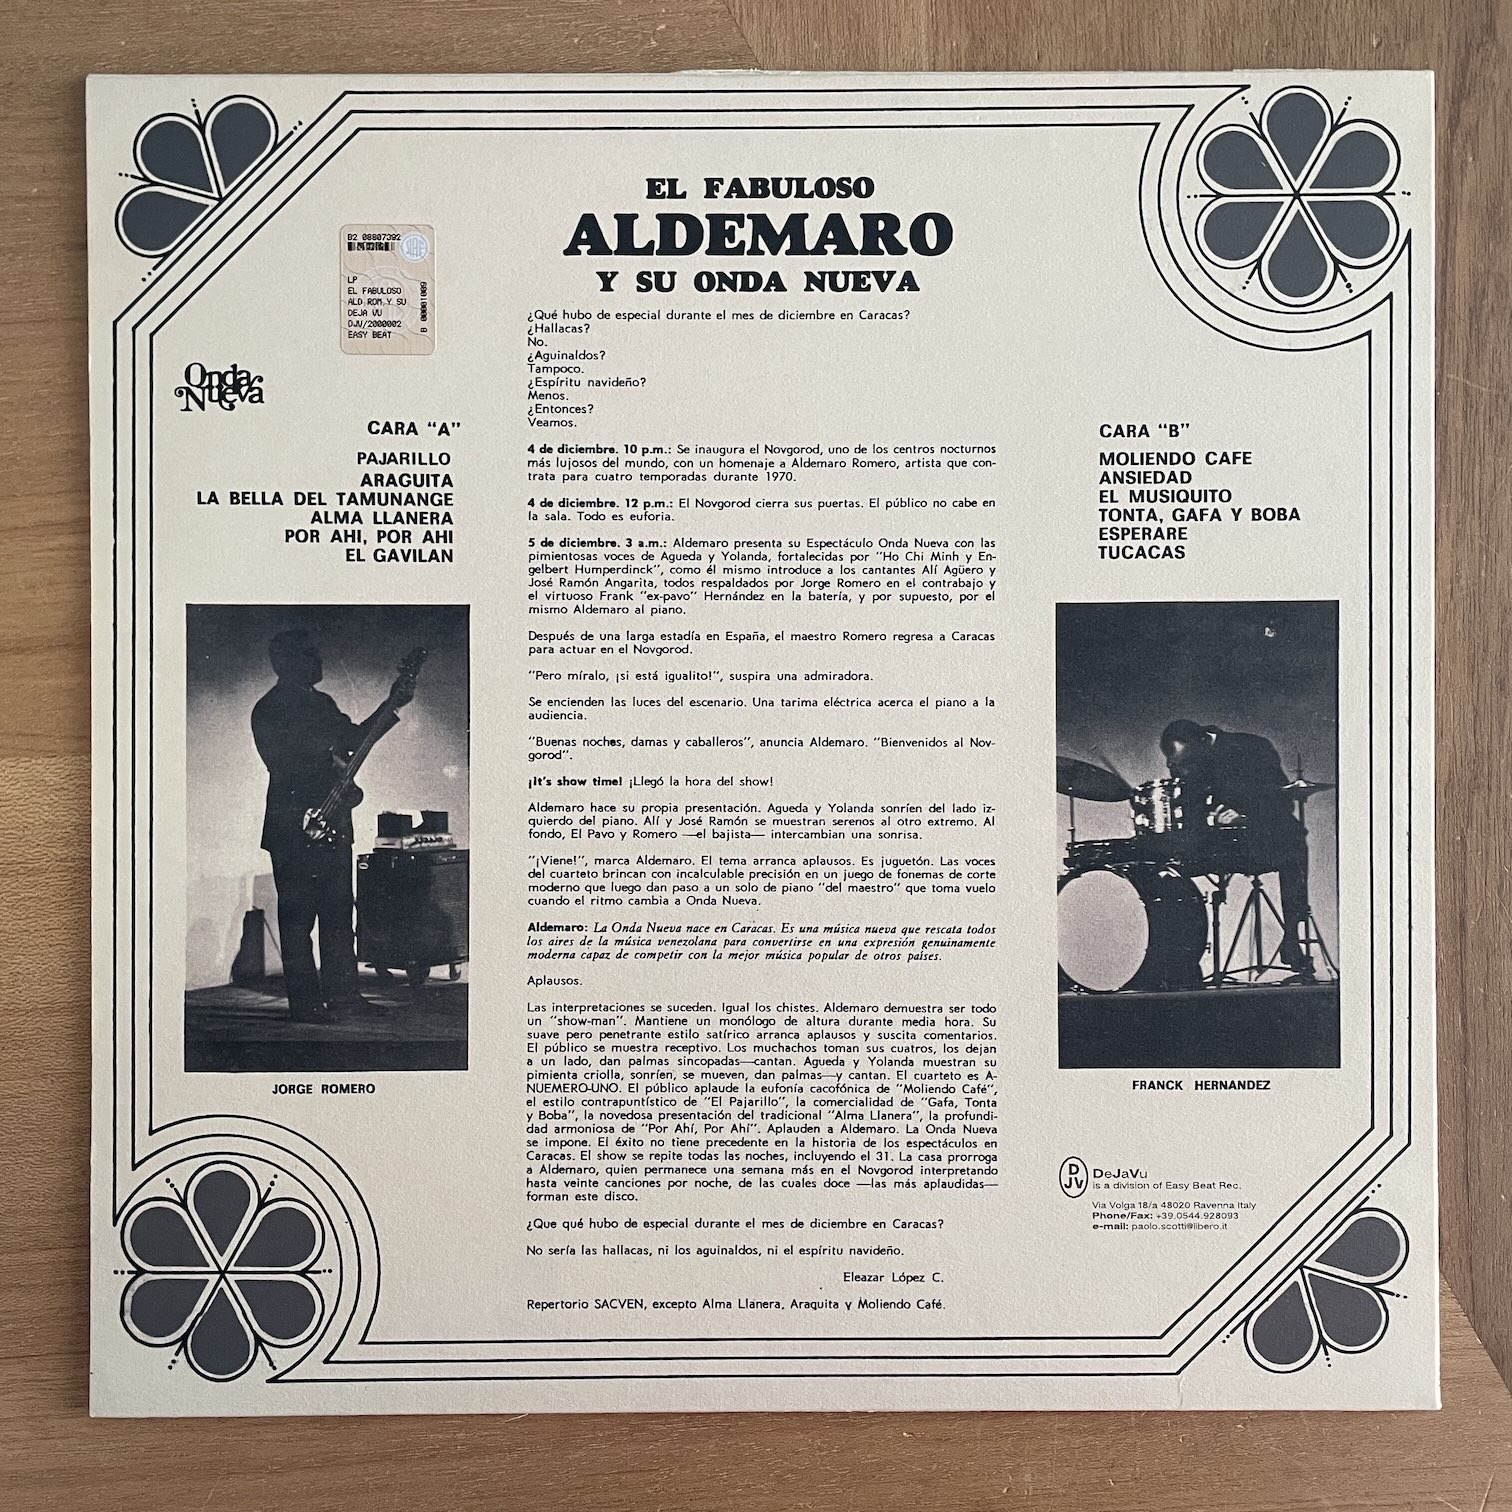 EL FABULOSO
ALDEMARO
Y SU ONDA NUEVA
B2 08807392
SIAE
LP
EL FABULOSO
ALD ROM.Y SU
DEJA VU
DJV/2000002
EASY BEAT
B 00001009
Onda
Nueva
CARA "A"
PAJARILLO
ARAGUITA
LA BELLA DEL TAMUNANGE
ALMA LLANERA
POR AHI, POR AHI
EL GAVILAN
JORGE ROMERO
¿Qué hubo de especial durante el mes de diciembre en Caracas?
¿Hallacas?
No.
¿Aguinaldos?
Tampoco.
¿Espíritu navideño?
Menos.
¿Entonces?
Veamos.
4 de diciembre. 10 p.m.: Se inaugura el Novgorod, uno de los centros nocturnos
más lujosos del mundo, con un homenaje a Aldemaro Romero, artista que con-
trata para cuatro temporadas durante 1970.
4 de diciembre. 12 p.m.: El Novgorod cierra sus puertas. El público no cabe en
la sala. Todo es euforia.
5 de diciembre. 3 a.m.: Aldemaro presenta su Espectáculo Onda Nueva con las
pimientosas voces de Agueda y Yolanda, fortalecidas por "Ho Chi Minh y En-
gelbert Humperdinck", como él mismo introduce a los cantantes Alí Agüero y
José Ramón Angarita, todos respaldados por Jorge Romero en el contrabajo y
el virtuoso Frank "ex-pavo" Hernández en la batería, y por supuesto, por el
mismo Aldemaro al piano.
Después de una larga estadía en España, el maestro Romero regresa a Caracas
para actuar en el Novgorod.
"Pero míralo, ¡si está igualito!", suspira una admiradora.
Se encienden las luces del escenario. Una tarima eléctrica acerca el piano a la
audiencia.
"Buenas noches, damas y caballeros", anuncia Aldemaro. "Bienvenidos al Nov-
gorod".
¡It's show time! ¡Llegó la hora del show!
Aldemaro hace su propia presentación. Agueda y Yolanda sonríen del lado iz-
quierdo del piano. Alí y José Ramón se muestran serenos al otro extremo. Al
fondo, El Pavo y Romero —el bajista— intercambian una sonrisa.
"¡Viene!", marca Aldemaro. El tema arranca aplausos. Es juguetón. Las voces
del cuarteto brincan con incalculable precisión en un juego de fonemas de corte
moderno que luego dan paso a un solo de piano "del maestro" que toma vuelo
cuando el ritmo cambia a Onda Nueva.
Aldemaro: La Onda Nueva nace en Caracas. Es una música nueva que rescata todos
los aires de la música venezolana para convertirse en una expresión genuinamente
moderna capaz de competir con la mejor música popular de otros países.
Aplausos.
Las interpretaciones se suceden. Igual los chistes. Aldemaro demuestra ser todo
un "show-man". Mantiene un monólogo de altura durante media hora. Su
suave pero penetrante estilo satírico arranca aplausos y suscita comentarios.
El público se muestra receptivo. Los muchachos toman sus cuatros, los dejan
a un lado, dan palmas sincopadas—cantan. Agueda y Yolanda muestran su
pimienta criolla, sonríen, se mueven, dan palmas—y cantan. El cuarteto es A-
NUEMERO-UNO. El público aplaude la eufonía cacofónica de "Moliendo Café",
el estilo contrapuntístico de "El Pajarillo", la comercialidad de "Gafa, Tonta
y Boba", la novedosa presentación del tradicional "Alma Llanera", la profundi-
dad armoniosa de "Por Ahí, Por Ahí". Aplauden a Aldemaro. La Onda Nueva
se impone. El éxito no tiene precedente en la historia de los espectáculos en
Caracas. El show se repite todas las noches, incluyendo el 31. La casa prorroga
a Aldemaro, quien permanece una semana más en el Novgorod interpretando
hasta veinte canciones por noche, de las cuales doce —las más aplaudidas—
forman este disco.
¿Que qué hubo de especial durante el mes de diciembre en Caracas?
No sería las hallacas, ni los aguinaldos, ni el espíritu navideño.
Eleazar López C.
Repertorio SACVEN, excepto Alma Llanera, Araguita y Moliendo Café.
CARA "B"
MOLIENDO CAFE
ANSIEDAD
EL MUSIQUITO
TONTA, GAFA Y BOBA
ESPERARE
TUCACAS
FRANCK HERNANDEZ
D
JV
DeJaVu
is a division of Easy Beat Rec.
Via Volga 18/a 48020 Ravenna Italy
Phone/Fax: +39.0544.928093
e-mail: paolo.scotti@libero.it